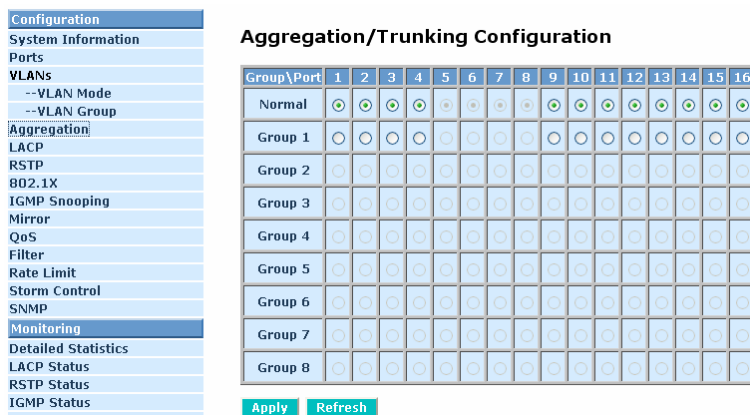 Configuration
System Information
Ports
VLANs
--VLAN Mode
--VLAN Group
Aggregation
LACP
RSTP
802.1X
IGMP Snooping
Mirror
QoS
Filter
Rate Limit
Storm Control
SNMP
Monitoring
Detailed Statistics
LACP Status
RSTP Status
IGMP Status
Aggregation/Trunking Configuration
Group\Port 1 2 3 4 5 6 7 8 9 10 11 12 13 14 15 16
Normal
Group 1
Group 2
Group 3
Group 4
Group 5
Group 6
Group 7
Group 8
Apply Refresh